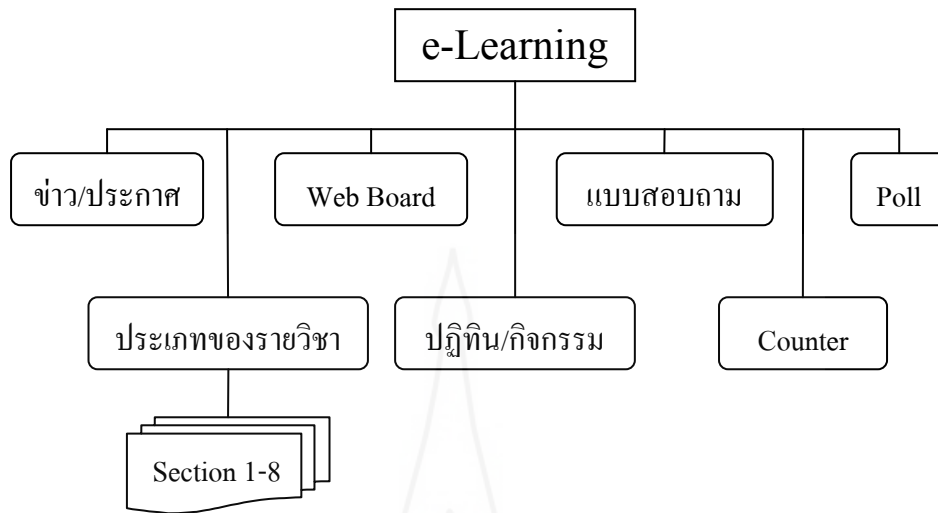 e-Learning
ข่าว/ประกาศ
Web Board
แบบสอบถาม
Poll
ประเภทของรายวิชา
ปฏิทิน/กิจกรรม
Counter
Section 1-8